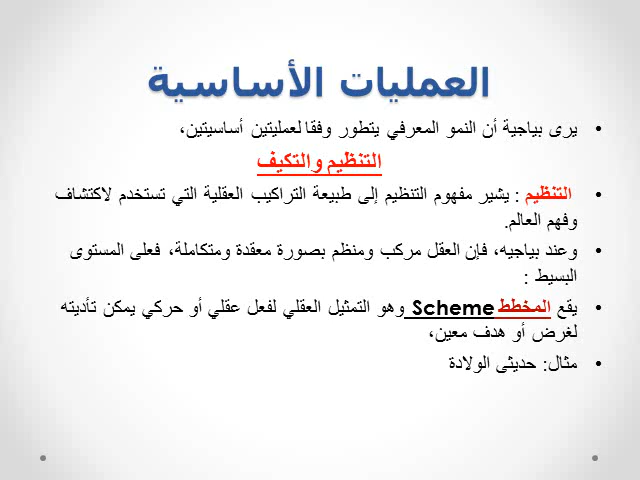 العمليات الأساسية
• يرى بياجية أن النمو المعرفي يتطور وفقا لعمليتين أساسيتين،
التنظيم والتكيف
• التنظيم : يشير مفهوم التنظيم إلى طبيعة التراكيب العقلية التي تستخدم لاكتشاف
وفهم العالم.
• وعند بياجيه، فإن العقل مركب ومنظم بصورة معقدة ومتكاملة، فعلى المستوى
البسيط :
• يقع المخطط Scheme وهو التمثيل العقلي لفعل عقلي أو حركي يمكن تأديته
لغرض أو هدف معين،
• مثال: حديثى الولادة